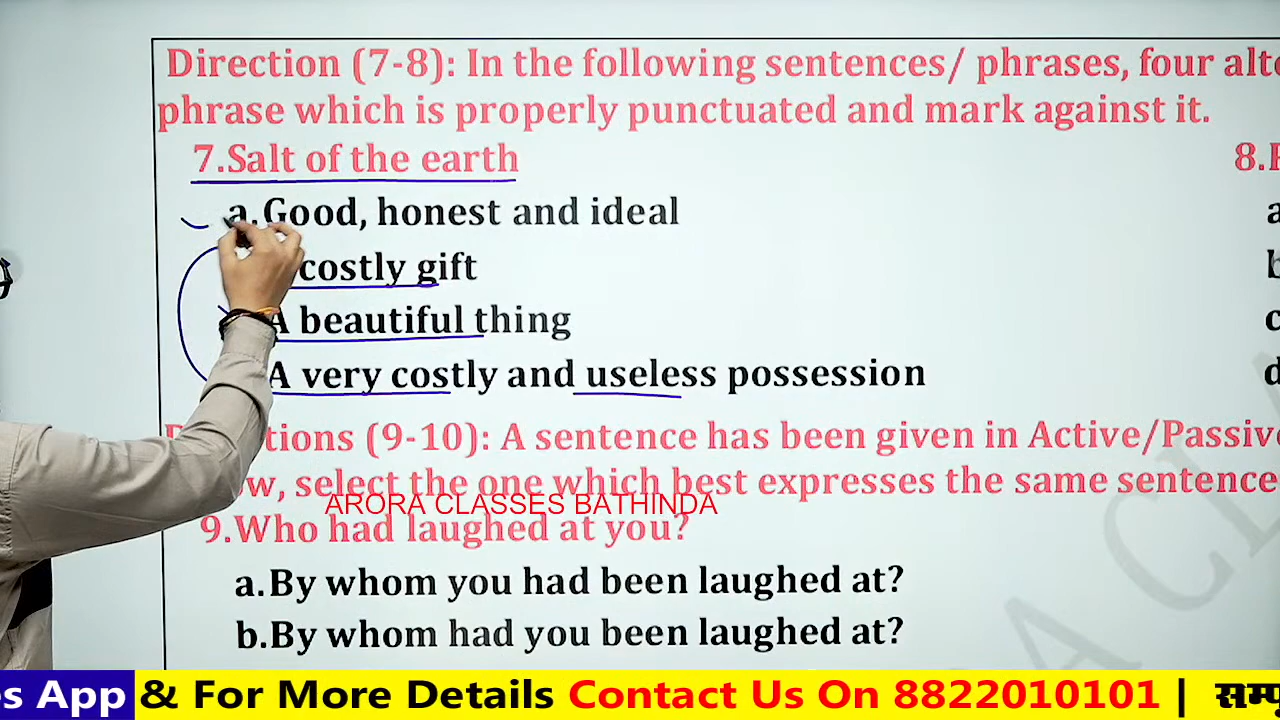 Direction (7-8): In the following sentences/ phrases, four
phrase which is properly punctuated and mark against it.
7.Salt of the earth
a.Good, honest and ideal
costly gift
A beautiful thing
A very costly and useless possession
8.
a
b
c
d
(9-10): A sentence has been given in Active/Passive
select the one which best expresses the same sentence
9.Who had laughed at you?
ARORA CLASSES BATHINDA
a.By whom you had been laughed at?
b.By whom had you been laughed at?
App & For More Details Contact Us On 8822010101 |